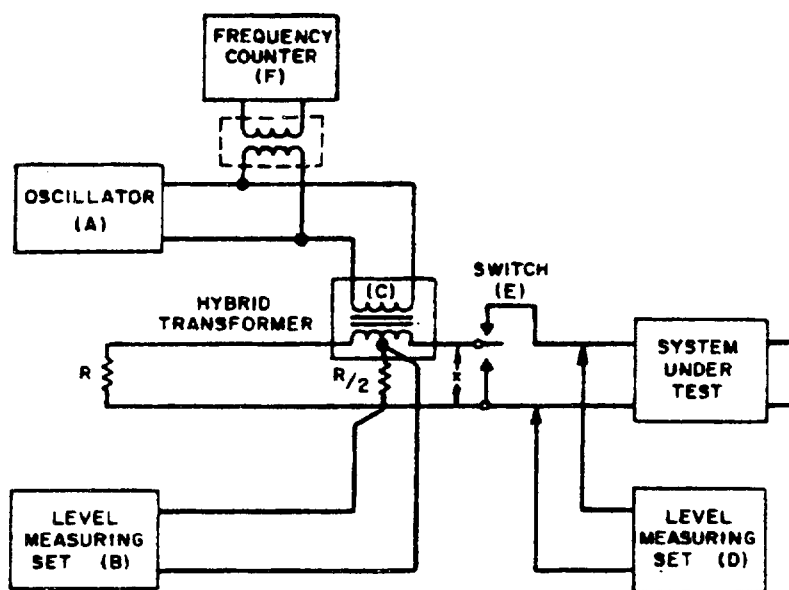 FREQUENCY
COUNTER
(F)
OSCILLATOR
(A)
(C)
SWITCH
(E)
HYBRID
TRANSFORMER
R
R/2
SYSTEM
UNDER
TEST
LEVEL
MEASURING
SET (B)
LEVEL
MEASURING
SET (D)